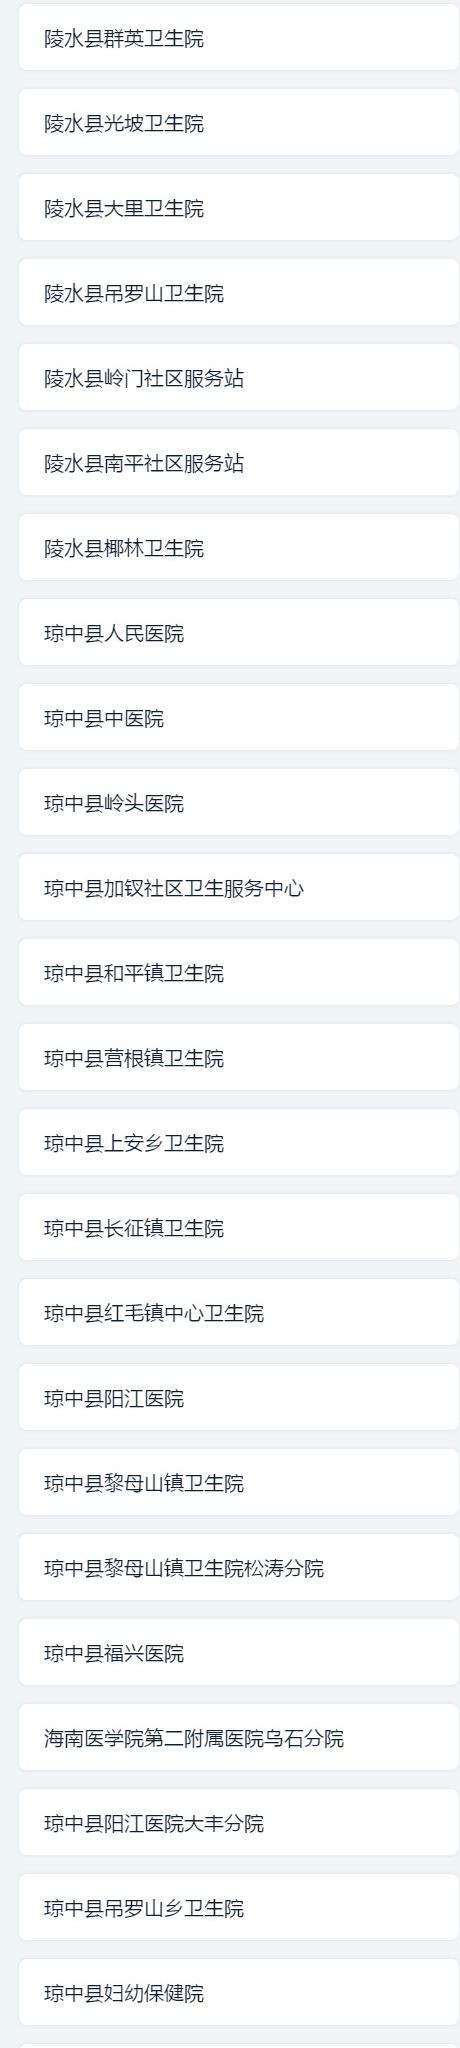 陵水县群英卫生院
陵水县光坡卫生院
陵水县大里卫生院
陵水县吊罗山卫生院
陵水县岭门社区服务站
陵水县南平社区服务站
陵水县椰林卫生院
琼中县人民医院
琼中县中医院
琼中县岭头医院
琼中县加钗社区卫生服务中心
琼中县和平镇卫生院
琼中县营根镇卫生院
琼中县上安乡卫生院
琼中县长征镇卫生院
琼中县红毛镇中心卫生院
琼中县阳江医院
琼中县黎母山镇卫生院
琼中县黎母山镇卫生院松涛分院
琼中县福兴医院
海南医学院第二附属医院乌石分院
琼中县阳江医院大丰分院
琼中县吊罗山乡卫生院
琼中县妇幼保健院